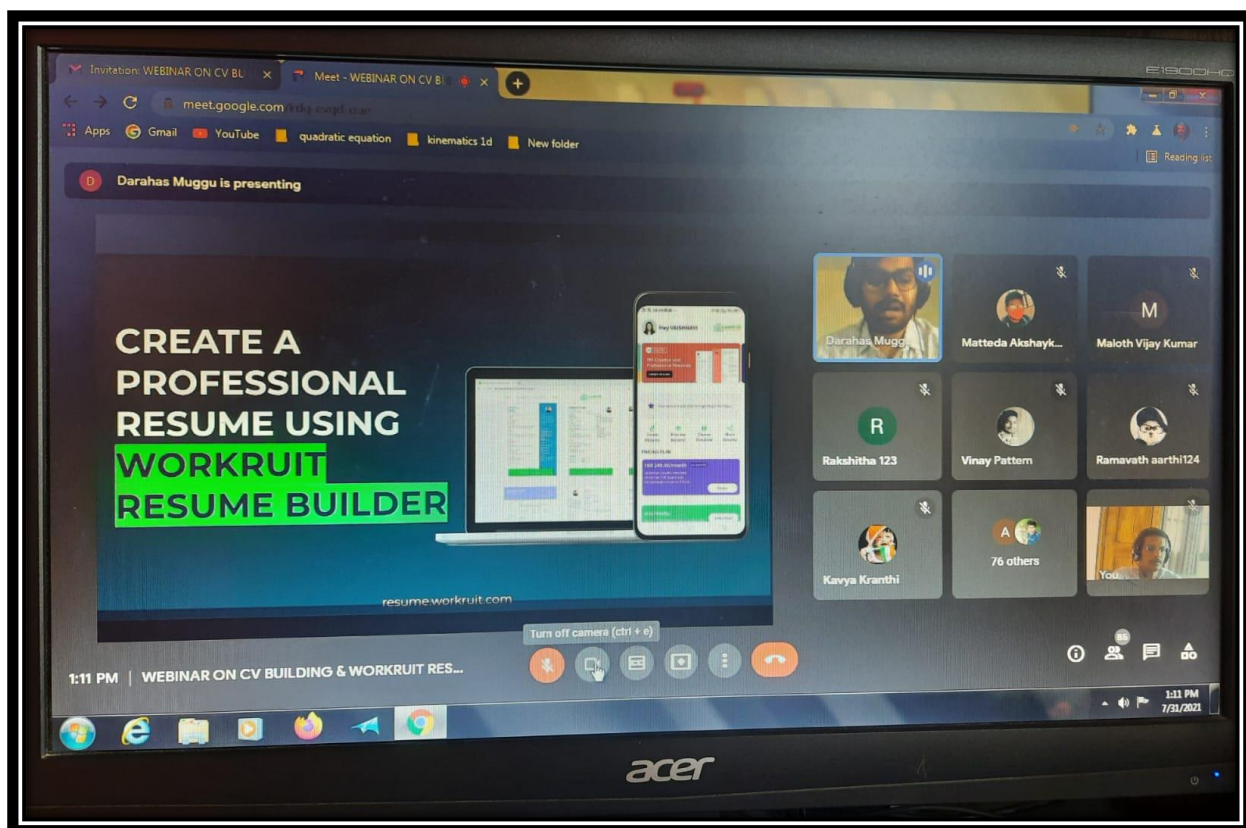 E1900HQ
Invitation: WEBINAR ON CV BU
Meet - WEBINAR ON CV B
meet.google.com
Apps
Gmail
YouTube
quadratic equation
kinematics 1d
New folder
Reading list
D
Darahas Muggu is presenting
CREATE A
PROFESSIONAL
RESUME USING
WORKRUIT
RESUME BUILDER
resume.workruit.com
Darahas Mugg
Matteda Akshayk...
M
Maloth Vijay Kumar
R
Rakshitha 123
Vinay Pattem
Ramavath aarthi124
Kavya Kranthi
A
76 others
You
Turn off camera (ctrl + e)
1:11 PM | WEBINAR ON CV BUILDING & WORKRUIT RES...
85
1:11 PM
7/31/2021
acer